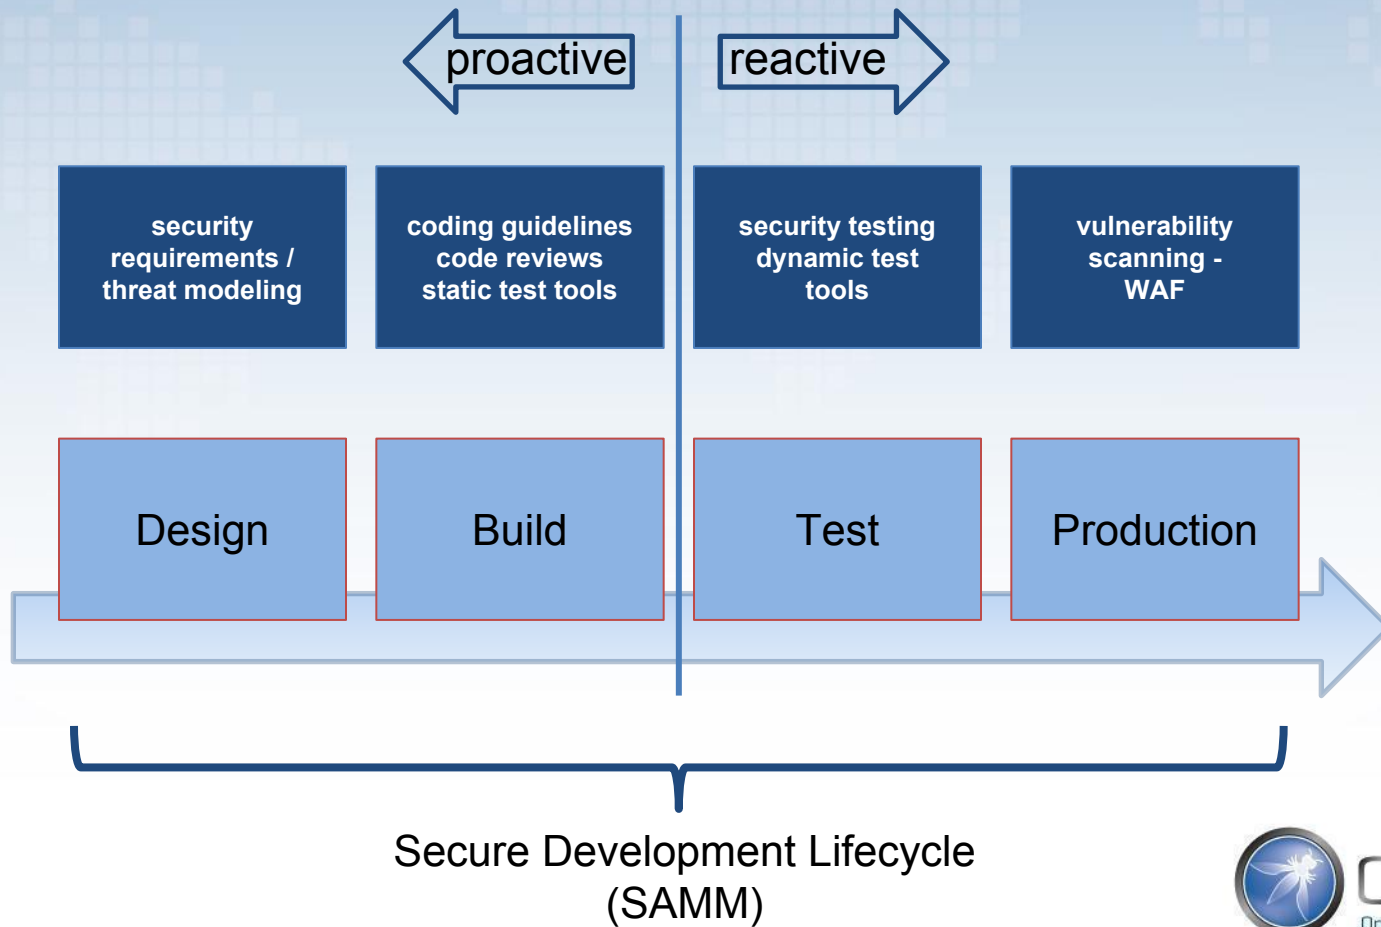 proactive
reactive
security
requirements /
threat modeling
coding guidelines
code reviews
static test tools
security testing
dynamic test
tools
vulnerability
scanning -
WAF
Design
Build
Test
Production
Secure Development Lifecycle
(SAMM)